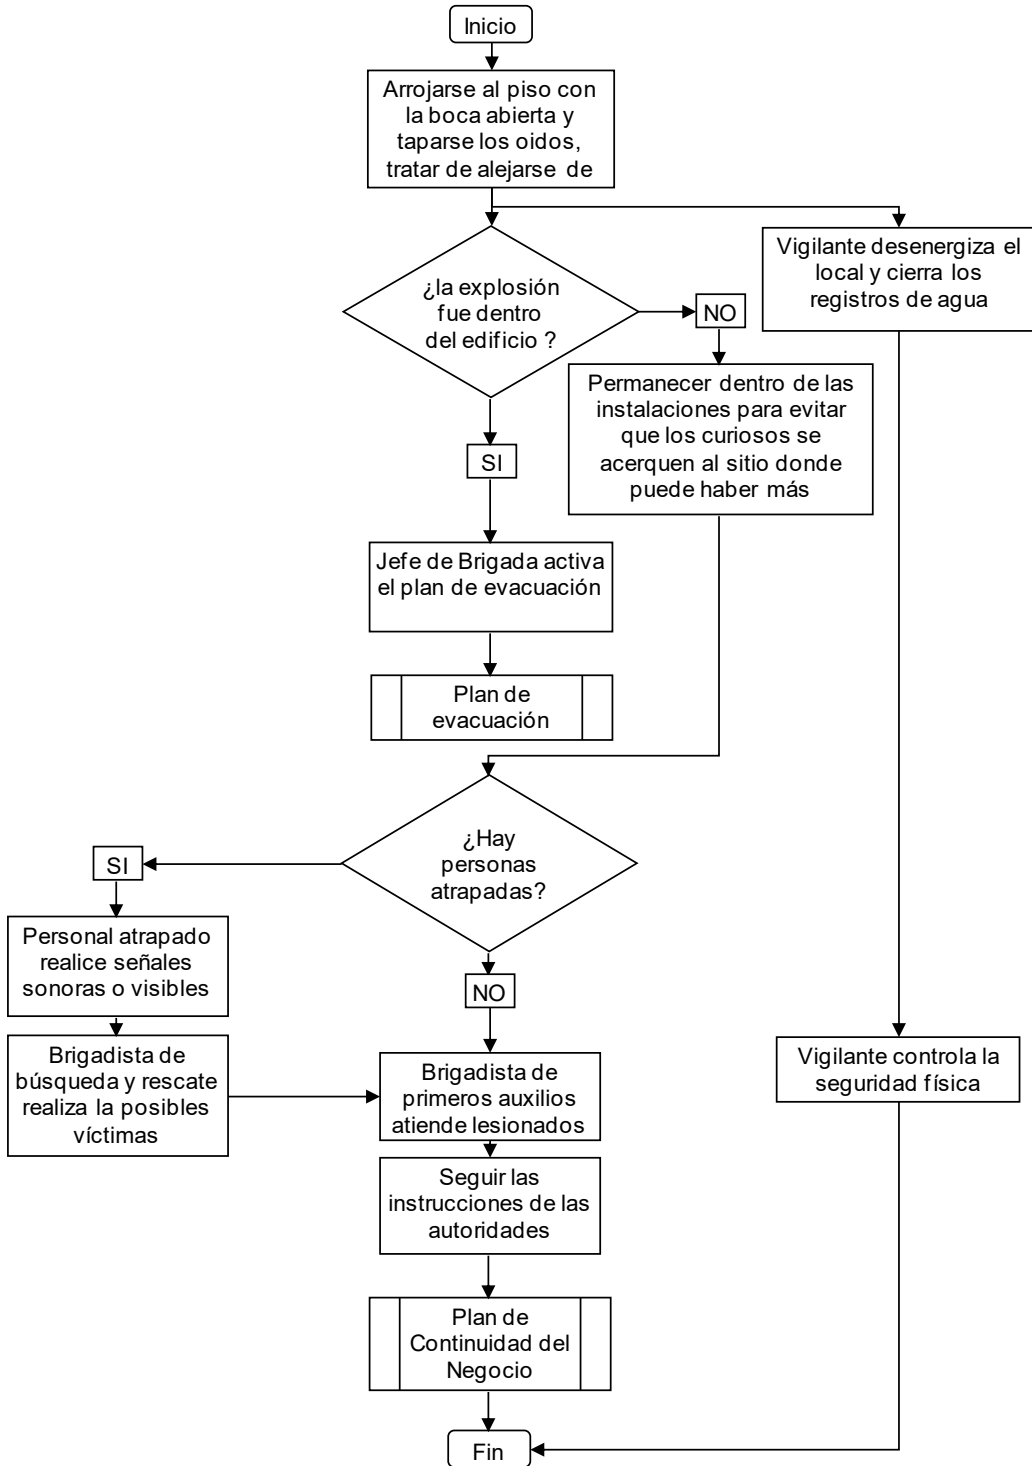 Inicio
Arrojarse al piso con
la boca abierta y
taparse los oidos,
tratar de alejarse de
¿la explosión
fue dentro
del edificio ?
NO
Vigilante desenergiza el
local y cierra los
registros de agua
Permanecer dentro de las
instalaciones para evitar
que los curiosos se
acerquen al sitio donde
puede haber más
SI
Jefe de Brigada activa
el plan de evacuación
Plan de
evacuación
¿Hay
personas
atrapadas?
SI
Personal atrapado
realice señales
sonoras o visibles
NO
Brigadista de
búsqueda y rescate
realiza la posibles
víctimas
Brigadista de
primeros auxilios
atiende lesionados
Vigilante controla la
seguridad física
Seguir las
instrucciones de las
autoridades
Plan de
Continuidad del
Negocio
Fin